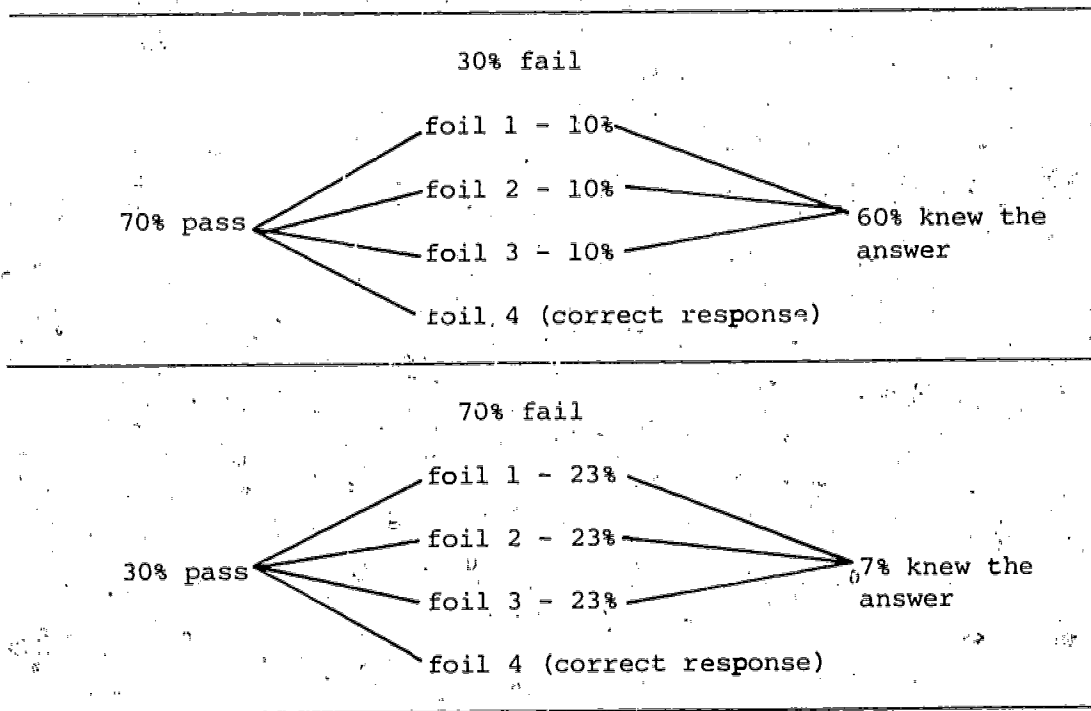 30% fail
foil 1 - 10%
foil 2 - 10%
70% pass
60% knew the
foil 3 - 10%
answer
foil 4 (correct response)
70% fail
foil 1 - 23%
foil 2 - 23%
30% pass
7% knew the
foil 3 - 23%
answer
foil 4 (correct response)